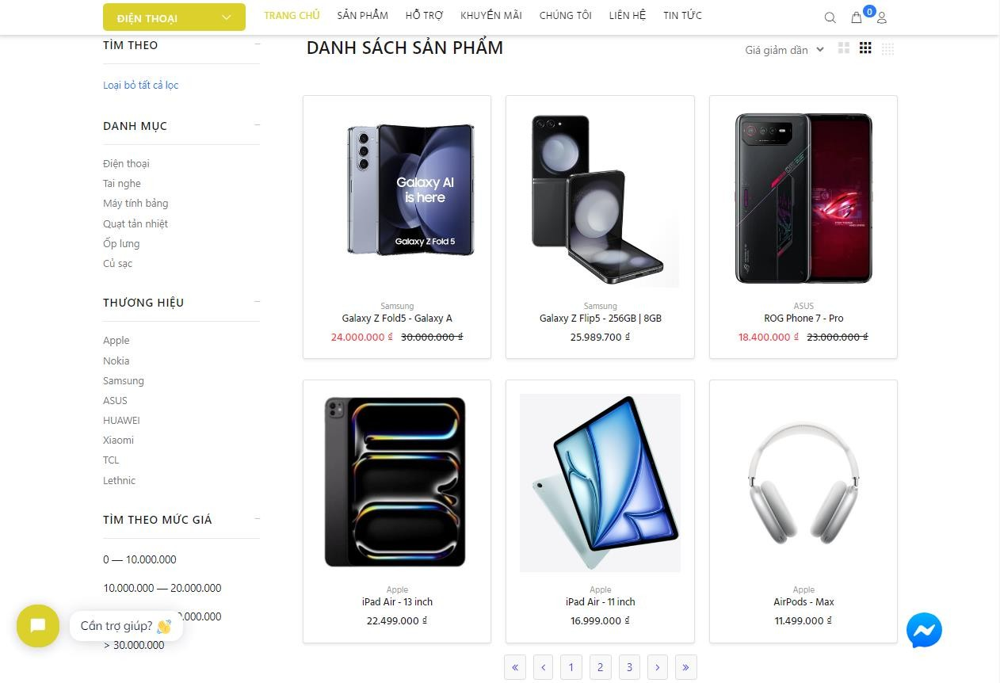 ĐIỆN THOẠI
TRANG CHỦ SẢN PHẨM HỖ TRỢ KHUYẾN MÃI CHÚNG TÔI LIÊN HỆ TIN TỨC
0
TÌM THEO
Loại bỏ tất cả lọc
DANH MỤC
Điện thoại
Tai nghe
Máy tính bảng
Quạt tản nhiệt
Ốp lưng
Củ sạc
THƯƠNG HIỆU
Apple
Nokia
Samsung
ASUS
HUAWEI
Xiaomi
TCL
Lethnic
TÌM THEO MỨC GIÁ
0 — 10.000.000
10.000.000 — 20.000.000
0.000.000
> 30.000.000
Cần trợ giúp? 👋
DANH SÁCH SẢN PHẨM
Giá giảm dần
Galaxy AI
is here
Galaxy Z Fold 5
Samsung
Galaxy Z Fold5 - Galaxy A
24.000.000 ₫ 30.000.000 ₫
Samsung
Galaxy Z Flip5 - 256GB | 8GB
25.989.700 ₫
ASUS
ROG Phone 7 - Pro
18.400.000 ₫ 23.000.000 ₫
Apple
iPad Air - 13 inch
22.499.000 ₫
Apple
iPad Air - 11 inch
16.999.000 ₫
Apple
AirPods - Max
11.499.000 ₫
« ‹ 1 2 3 › »